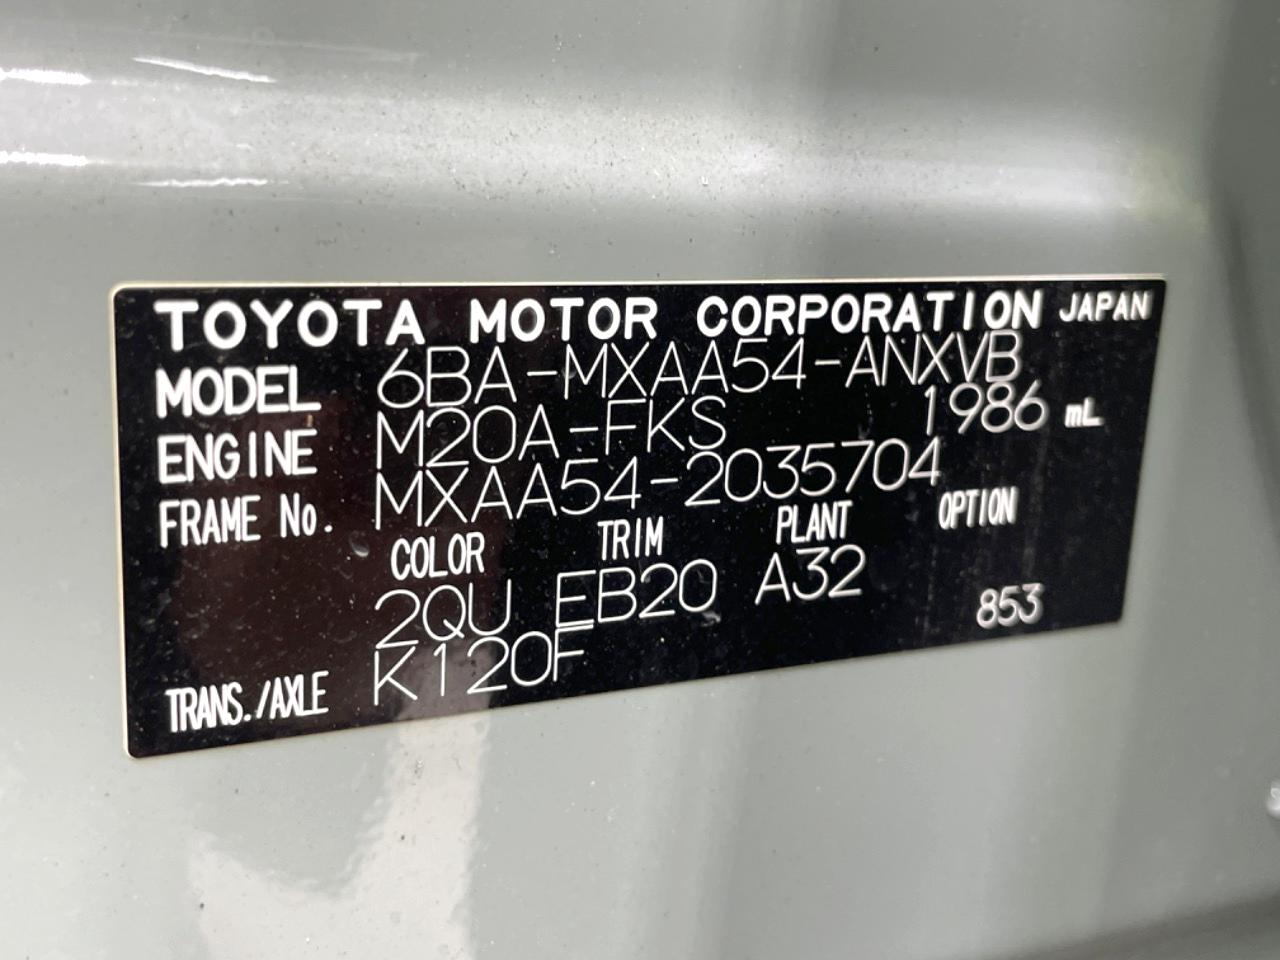 TOYOTA MOTOR CORPORATION JAPAN
MODEL 6BA-MXAA54-ANXVB
ENGINE M20A-FKS 1986 mL
FRAME No. MXAA54-2035704
COLOR TRIM PLANT OPTION
2QU EB20 A32 853
TRANS./AXLE K120F